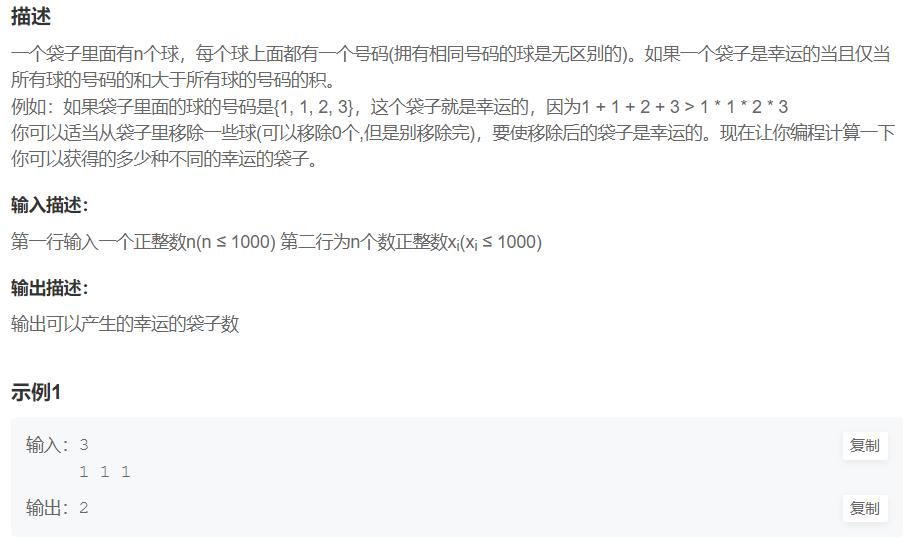 描述
一个袋子里面有n个球，每个球上面都有一个号码(拥有相同号码的球是无区别的)。如果一个袋子是幸运的当且仅当
所有球的号码的和大于所有球的号码的积。
例如：如果袋子里面的球的号码是{1, 1, 2, 3}，这个袋子就是幸运的，因为1 + 1 + 2 + 3 > 1 * 1 * 2 * 3
你可以适当从袋子里移除一些球(可以移除0个,但是别移除完)，要使移除后的袋子是幸运的。现在让你编程计算一下
你可以获得的多少种不同的幸运的袋子。
输入描述：
第一行输入一个正整数n(n ≤ 1000) 第二行为n个数正整数xi(xi ≤ 1000)
输出描述：
输出可以产生的幸运的袋子数
示例1
输入：3 复制
1 1 1
输出：2 复制